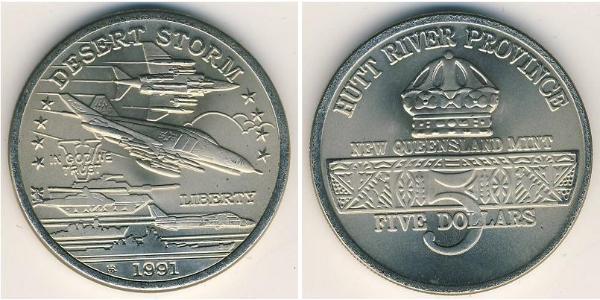 DESERT STORM
V
IN GOD WE
TRUST
LIBERTY
1991
HUTT RIVER PROVINCE
NEW QUEENSLAND MINT
5
FIVE DOLLARS